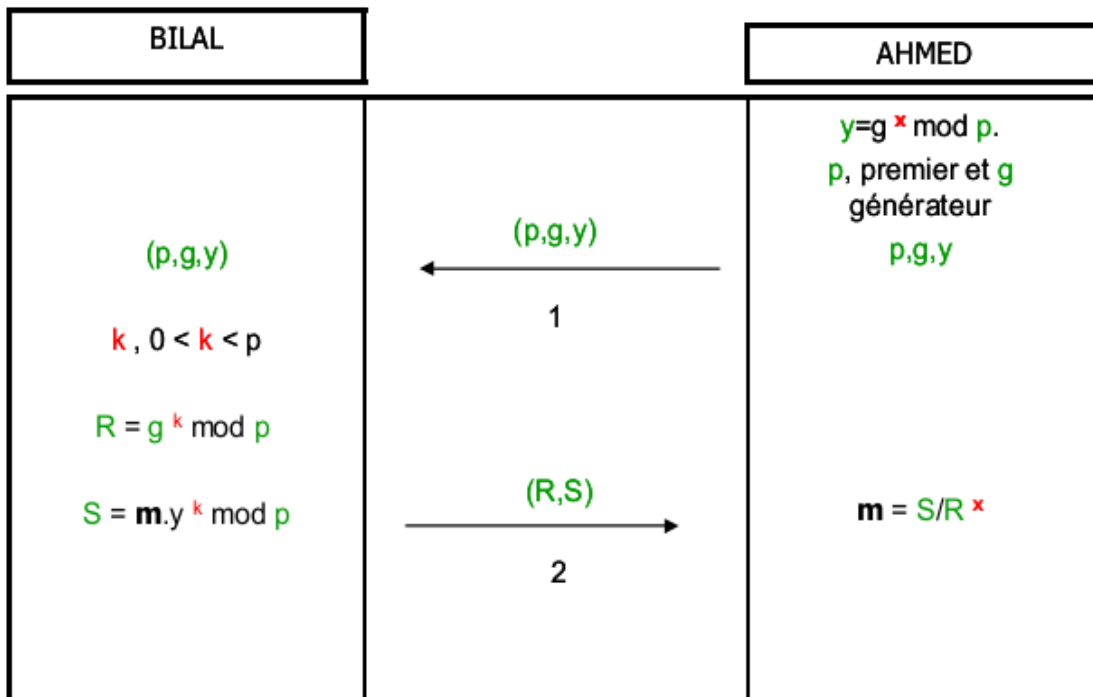 BILAL
AHMED
(p,g,y)
k , 0 < k < p
R = g ᵏ mod p
S = m.y ᵏ mod p
(p,g,y)
1
(R,S)
2
y=g ˣ mod p.
p, premier et g
générateur
p,g,y
m = S/R ˣ